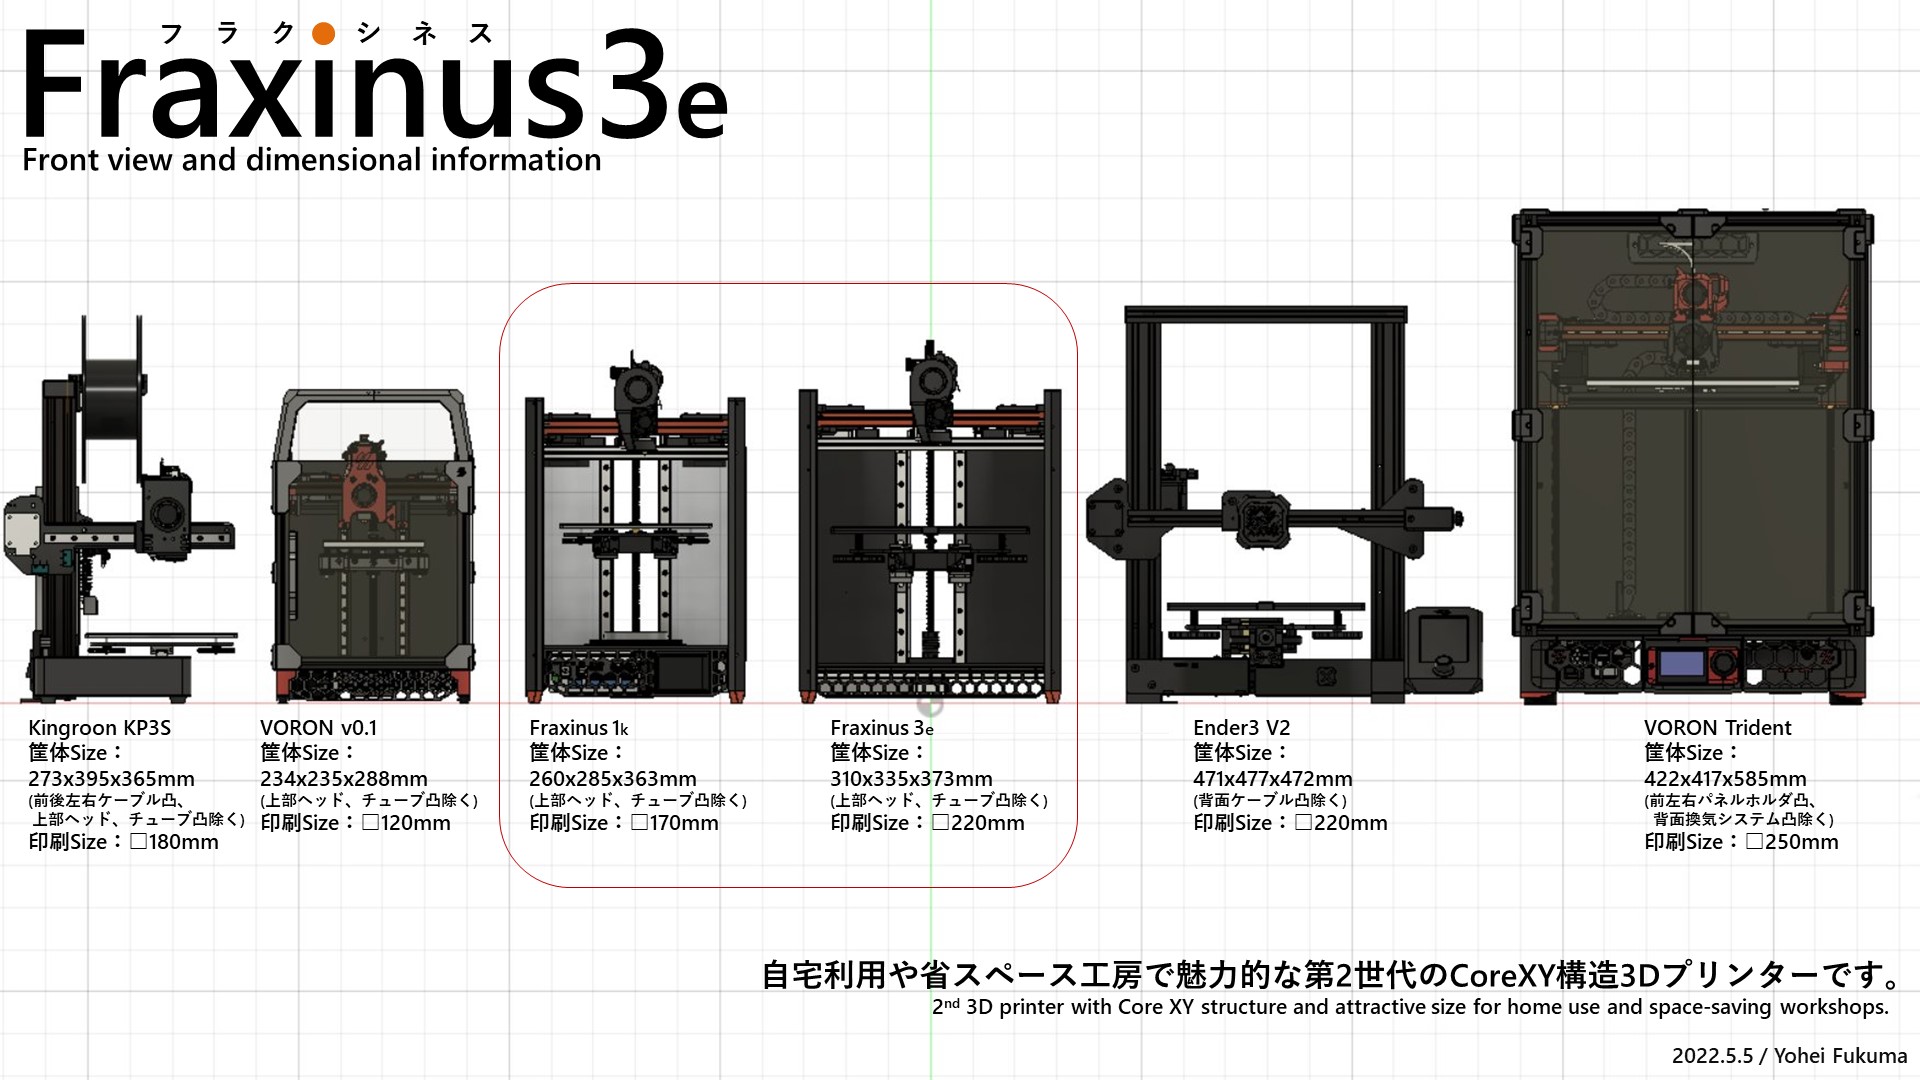 フラクシネス
Fraxinus3e
Front view and dimensional information
Kingroon KP3S
筐体Size：
273x395x365mm
(前後左右ケーブル凸、
上部ヘッド、チューブ凸除く)
印刷Size：□180mm
VORON v0.1
筐体Size：
234x235x288mm
(上部ヘッド、チューブ凸除く)
印刷Size：□120mm
Fraxinus 1k
筐体Size：
260x285x363mm
(上部ヘッド、チューブ凸除く)
印刷Size：□170mm
Fraxinus 3e
筐体Size：
310x335x373mm
(上部ヘッド、チューブ凸除く)
印刷Size：□220mm
Ender3 V2
筐体Size：
471x477x472mm
(背面ケーブル凸除く)
印刷Size：□220mm
VORON Trident
筐体Size：
422x417x585mm
(前左右パネルホルダ凸、
背面換気システム凸除く)
印刷Size：□250mm
自宅利用や省スペース工房で魅力的な第2世代のCoreXY構造3Dプリンターです。
2nd 3D printer with Core XY structure and attractive size for home use and space-saving workshops.
2022.5.5 / Yohei Fukuma